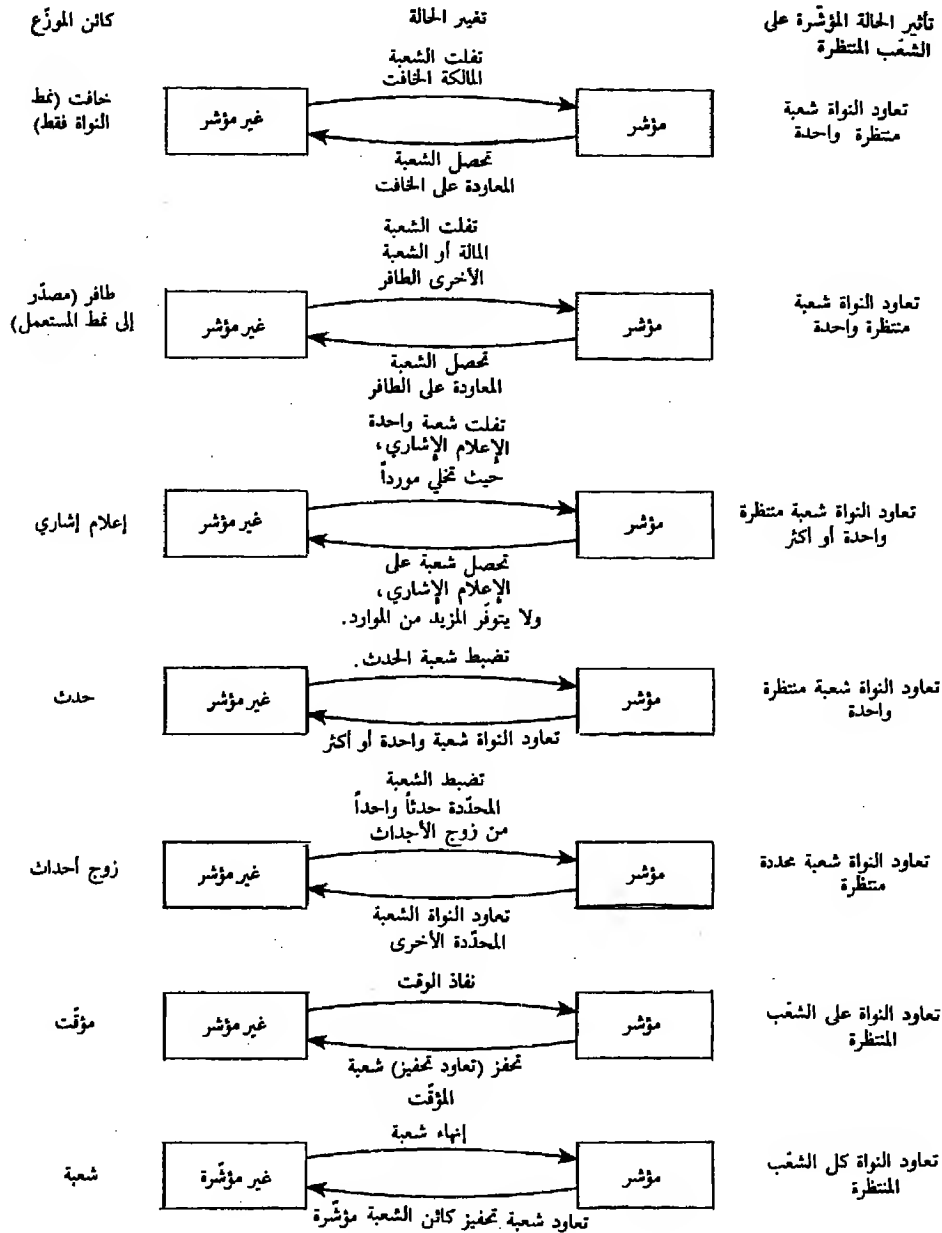 كائن الموزّع
تغيير الحالة
تأثير الحالة المؤشّرة على
الشعّب المنتظرة
خافت (نمط
النواة فقط)
غير مؤشر
تفلت الشعبة
المالكة الخافت
تحصل الشعبة
المعاودة على الخافت
مؤشر
تعاود النواة شعبة
منتظرة واحدة
طافر (مصدّر
إلى نمط المستعمل)
غير مؤشر
تفلت الشعبة
المالة أو الشعبة
الأخرى الطافر
تحصل الشعبة
المعاودة على الطافر
مؤشر
تعاود النواة شعبة
منتظرة واحدة
إعلام إشاري
غير مؤشر
تفلت شعبة واحدة
الإعلام الإشاري،
حيث تخلي مورداً
تحصل شعبة على
الإعلام الإشاري،
ولا يتوفّر المزيد من الموارد.
مؤشر
تعاود النواة شعبة منتظرة
واحدة أو أكثر
حدث
غير مؤشر
تضبط شعبة الحدث.
تعاود النواة شعبة واحدة أو أكثر
مؤشر
تعاود النواة شعبة منتظرة
واحدة
زوج أحداث
غير مؤشر
تضبط الشعبة
المحدّدة حدثاً واحداً
من زوج الأجداث
تعاود النواة الشعبة
المحدّدة الأخرى
مؤشر
تعاود النواة شعبة محددة
منتظرة
مؤقّت
غير مؤشر
نفاذ الوقت
تحفز (تعاود تحفيز) شعبة
المؤقّت
مؤشر
تعاود النواة على الشعّب
المنتظرة
شعبة
غير مؤشّرة
إنهاء شعبة
تعاود شعبة تحفيز كائن الشعبة مؤشّرة
مؤشر
تعاود النواة كل الشعّب
المنتظرة